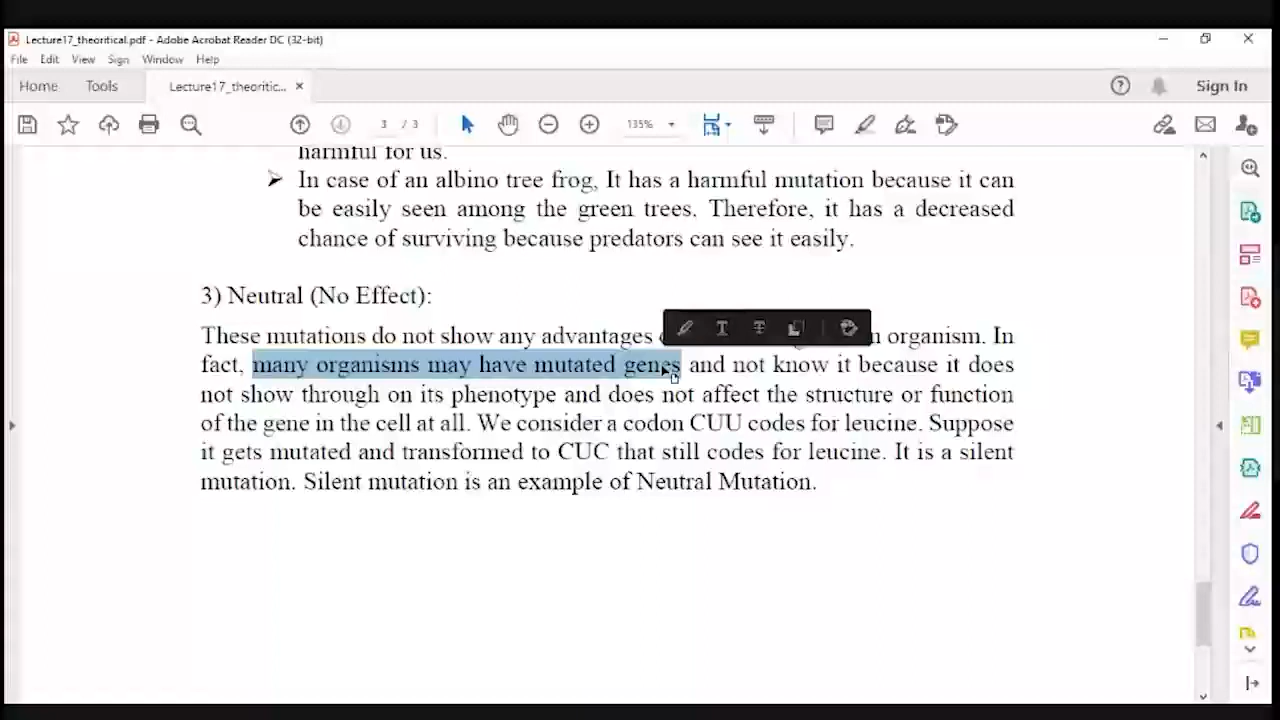 Lecture17_theoritical.pdf - Adobe Acrobat Reader DC (32-bit)
File Edit View Sign Window Help
Home Tools Lecture17_theoritic... × Sign In
3 / 3 135%
harmful for us.
➤ In case of an albino tree frog, It has a harmful mutation because it can
be easily seen among the green trees. Therefore, it has a decreased
chance of surviving because predators can see it easily.
3) Neutral (No Effect):
These mutations do not show any advantages organism. In
fact, many organisms may have mutated genes and not know it because it does
not show through on its phenotype and does not affect the structure or function
of the gene in the cell at all. We consider a codon CUU codes for leucine. Suppose
it gets mutated and transformed to CUC that still codes for leucine. It is a silent
mutation. Silent mutation is an example of Neutral Mutation.